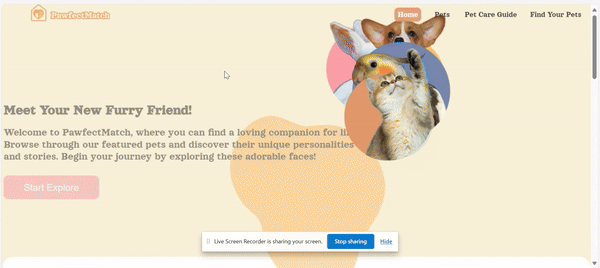 PawfectMatch
Home Pets Pet Care Guide Find Your Pets
Meet Your New Furry Friend!
Welcome to PawfectMatch, where you can find a loving companion for
Browse through our featured pets and discover their unique personalities
and stories. Begin your journey by exploring these adorable faces!
Start Explore
Live Screen Recorder is sharing your screen. Stop sharing Hide